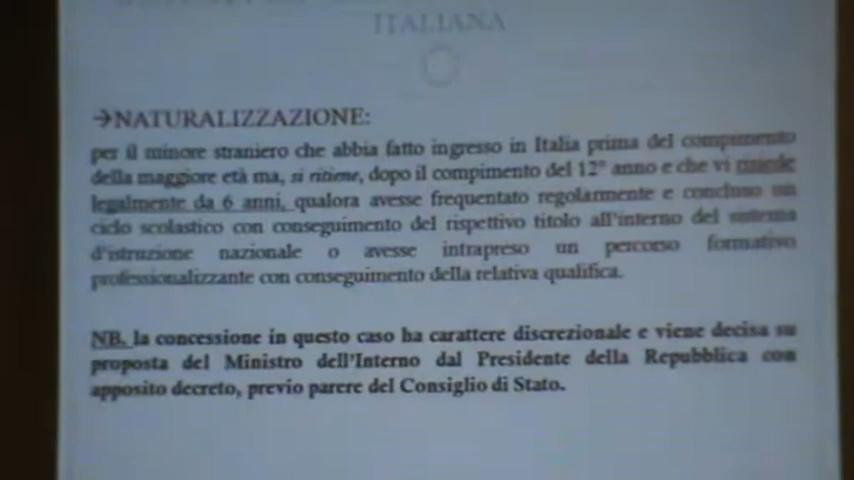 ITALIANA
→NATURALIZZAZIONE:
per il minore straniero che abbia fatto ingresso in Italia prima del compimento
della maggiore età ma, si ritiene, dopo il compimento del 12° anno e che vi risiede
legalmente da 6 anni, qualora avesse frequentato regolarmente e concluso un
ciclo scolastico con conseguimento del rispettivo titolo all'interno del sistema
d'istruzione nazionale o avesse intrapreso un percorso formativo
professionalizzante con conseguimento della relativa qualifica.
NB. la concessione in questo caso ha carattere discrezionale e viene decisa su
proposta del Ministro dell'Interno dal Presidente della Repubblica con
apposito decreto, previo parere del Consiglio di Stato.